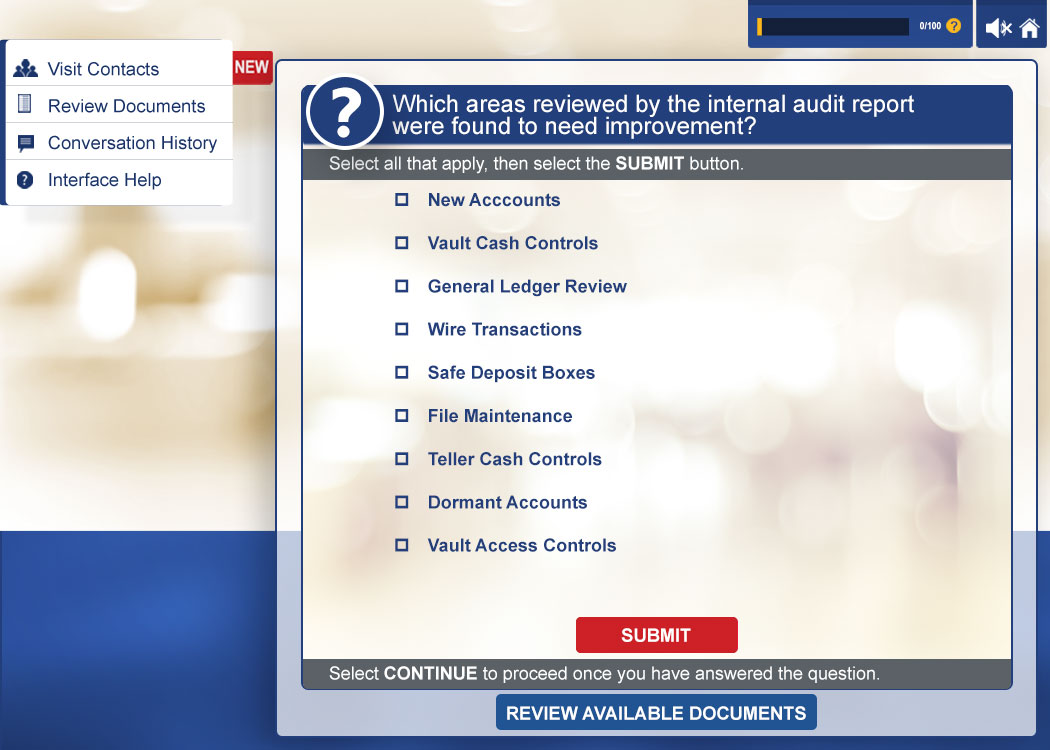 0/100 ?
Visit Contacts
NEW
Review Documents
Conversation History
? Interface Help
? Which areas reviewed by the internal audit report
were found to need improvement?
Select all that apply, then select the SUBMIT button.
New Acccounts
Vault Cash Controls
General Ledger Review
Wire Transactions
Safe Deposit Boxes
File Maintenance
Teller Cash Controls
Dormant Accounts
Vault Access Controls
SUBMIT
Select CONTINUE to proceed once you have answered the question.
REVIEW AVAILABLE DOCUMENTS